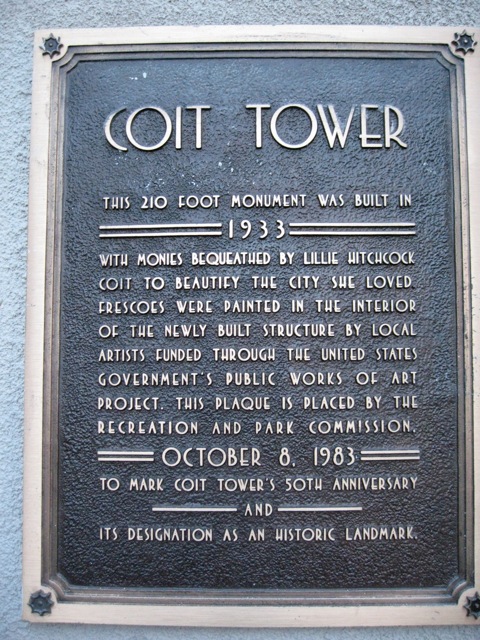 COIT TOWER
THIS 210 FOOT MONUMENT WAS BUILT IN
1933
WITH MONIES BEQUEATHED BY LILLIE HITCHCOCK
COIT TO BEAUTIFY THE CITY SHE LOVED
FRESCOES WERE PAINTED IN THE INTERIOR
OF THE NEWLY BUILT STRUCTURE BY LOCAL
ARTISTS FUNDED THROUGH THE UNITED STATES
GOVERNMENT'S PUBLIC WORKS OF ART
PROJECT. THIS PLAQUE IS PLACED BY THE
RECREATION AND PARK COMMISSION,
OCTOBER 8, 1983
TO MARK COIT TOWER'S 50TH ANNIVERSARY
AND
ITS DESIGNATION AS AN HISTORIC LANDMARK.